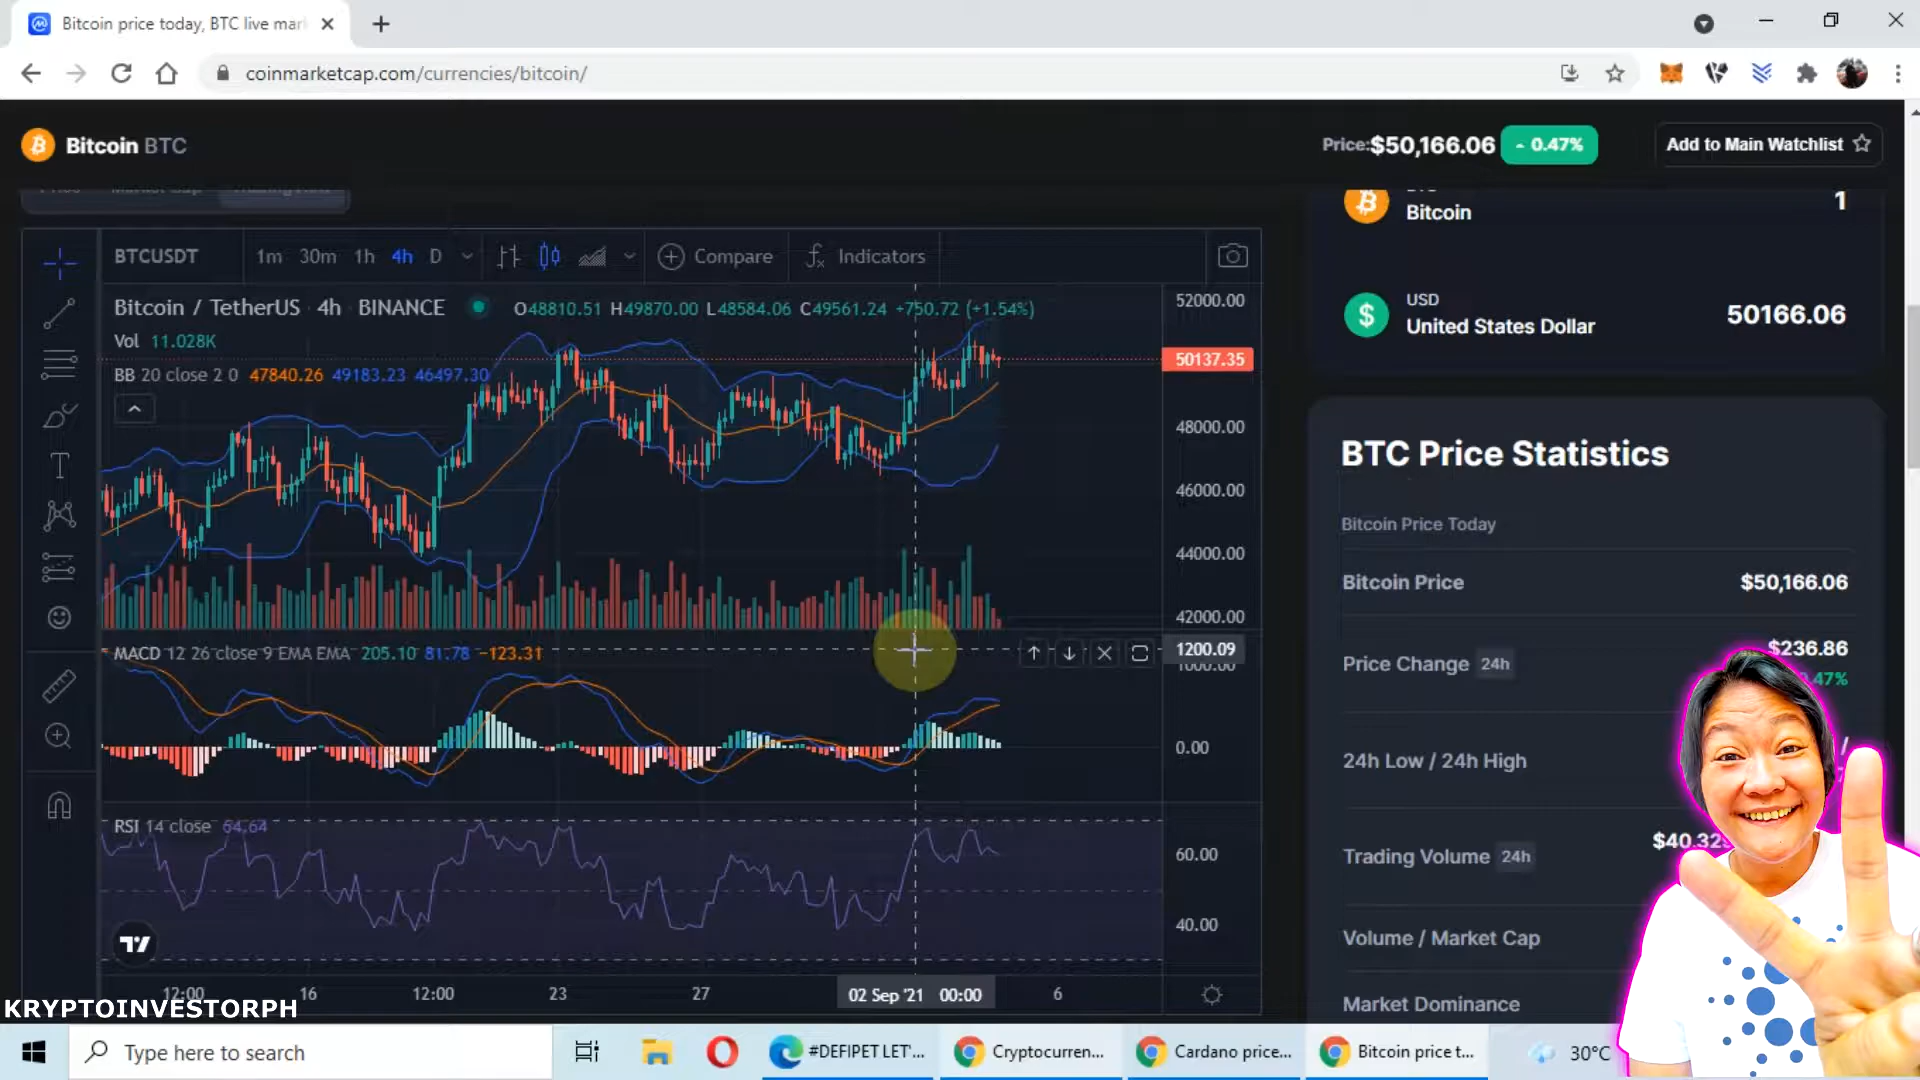 Bitcoin price today, BTC live mar
coinmarketcap.com/currencies/bitcoin/
Bitcoin BTC
Price:$50,166.06 0.47%
Add to Main Watchlist
Bitcoin
1
USD
United States Dollar
50166.06
BTCUSDT 1m 30m 1h 4h D Compare Indicators
Bitcoin / TetherUS 4h BINANCE O48810.51 H49870.00 L48584.06 C49561.24 +750.72 (+1.54%)
Vol 11.028K
BB 20 close 2 0 47840.26 49183.23 46497.30
52000.00
50137.35
48000.00
46000.00
44000.00
42000.00
MACD 12 26 close 9 EMA EMA 205.10 81.78 −123.31
1200.09
1000.00
0.00
RSI 14 close 64.64
60.00
40.00
12:00 16 12:00 23 27 02 Sep '21 00:00 6
BTC Price Statistics
Bitcoin Price Today
Bitcoin Price $50,166.06
Price Change 24h $236.86
0.47%
24h Low / 24h High
Trading Volume 24h $40.32
Volume / Market Cap
Market Dominance
KRYPTOINVESTORPH
Type here to search
#DEFIPET LET'...
Cryptocurren...
Cardano price...
Bitcoin price t...
30°C